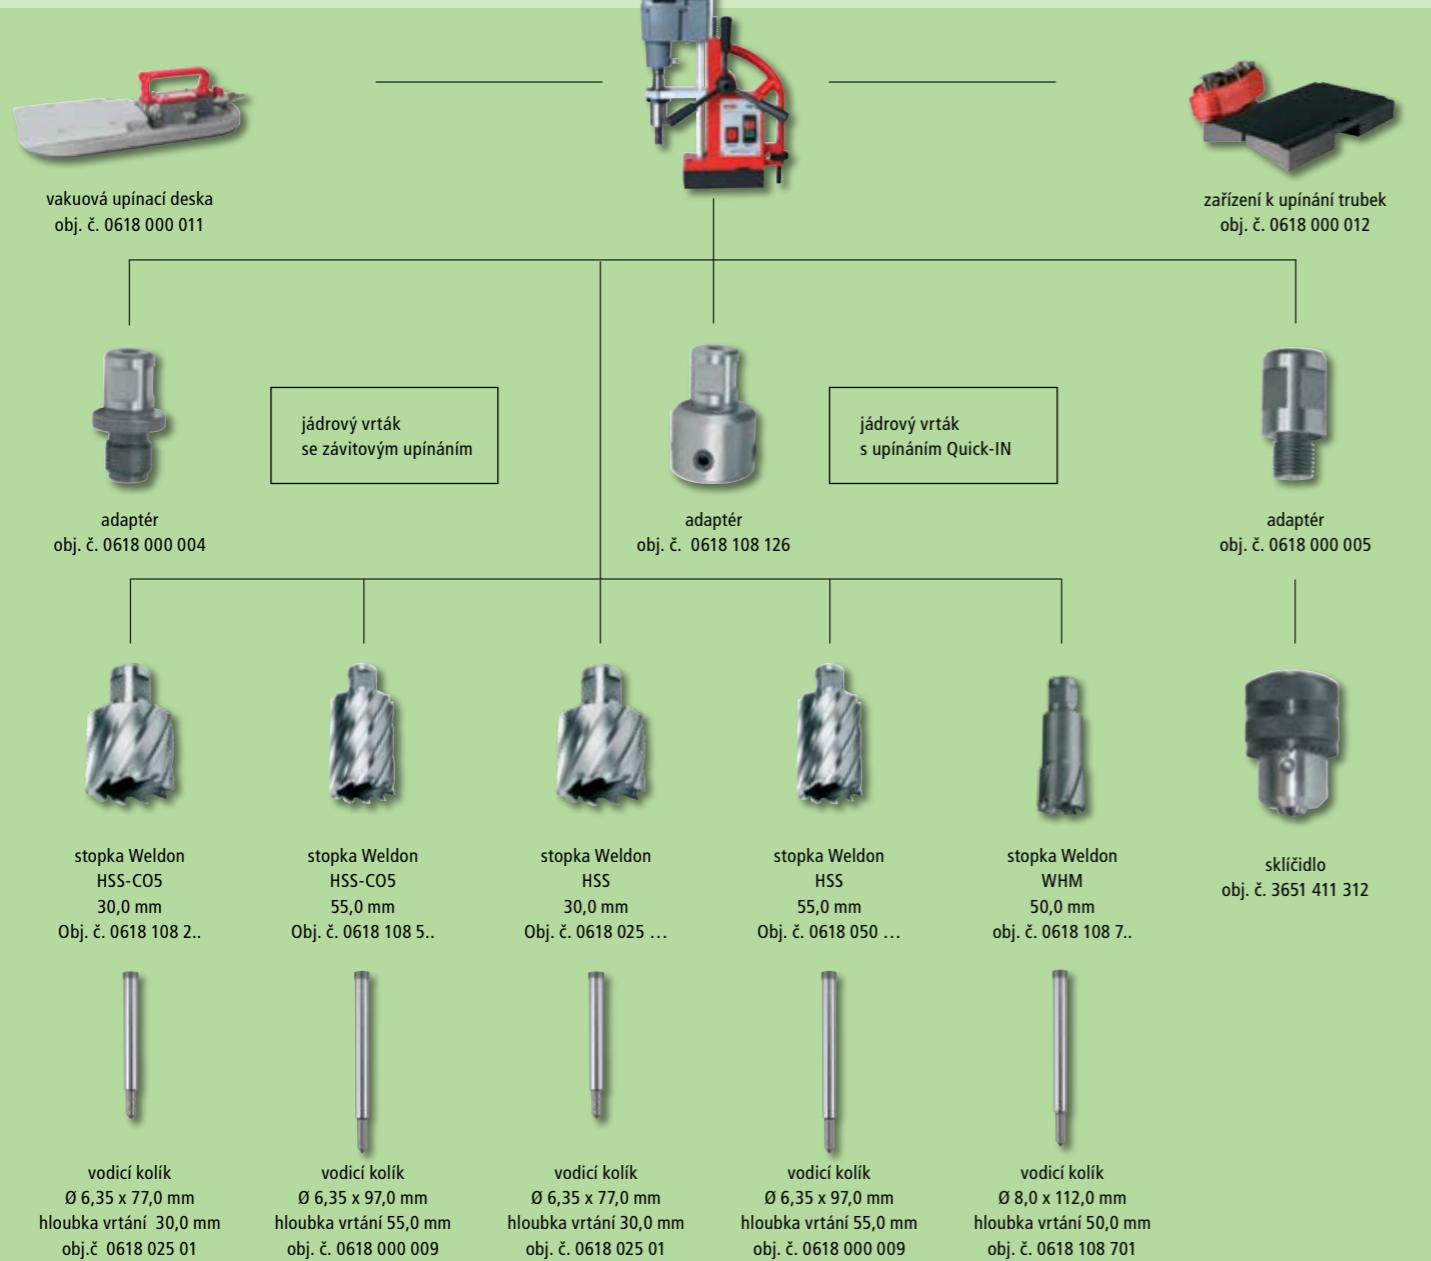 vakuová upínací deska
obj. č. 0618 000 011
zařízení k upínání trubek
obj. č. 0618 000 012
jádrový vrták
se závitovým upínáním
jádrový vrták
s upínáním Quick-IN
adaptér
obj. č. 0618 000 004
adaptér
obj. č.  0618 108 126
adaptér
obj. č. 0618 000 005
stopka Weldon
HSS-CO5
30,0 mm
Obj. č. 0618 108 2..
stopka Weldon
HSS-CO5
55,0 mm
Obj. č. 0618 108 5..
stopka Weldon
HSS
30,0 mm
Obj. č. 0618 025 …
stopka Weldon
HSS
55,0 mm
Obj. č. 0618 050 …
stopka Weldon
WHM
50,0 mm
obj. č. 0618 108 7..
sklíčidlo
obj. č. 3651 411 312
vodicí kolík
Ø 6,35 x 77,0 mm
hloubka vrtání  30,0 mm
obj.č  0618 025 01
vodicí kolík
Ø 6,35 x 97,0 mm
hloubka vrtání 55,0 mm
obj. č. 0618 000 009
vodicí kolík
Ø 6,35 x 77,0 mm
hloubka vrtání 30,0 mm
obj. č. 0618 025 01
vodicí kolík
Ø 6,35 x 97,0 mm
hloubka vrtání 55,0 mm
obj. č. 0618 000 009
vodicí kolík
Ø 8,0 x 112,0 mm
hloubka vrtání 50,0 mm
obj. č. 0618 108 701